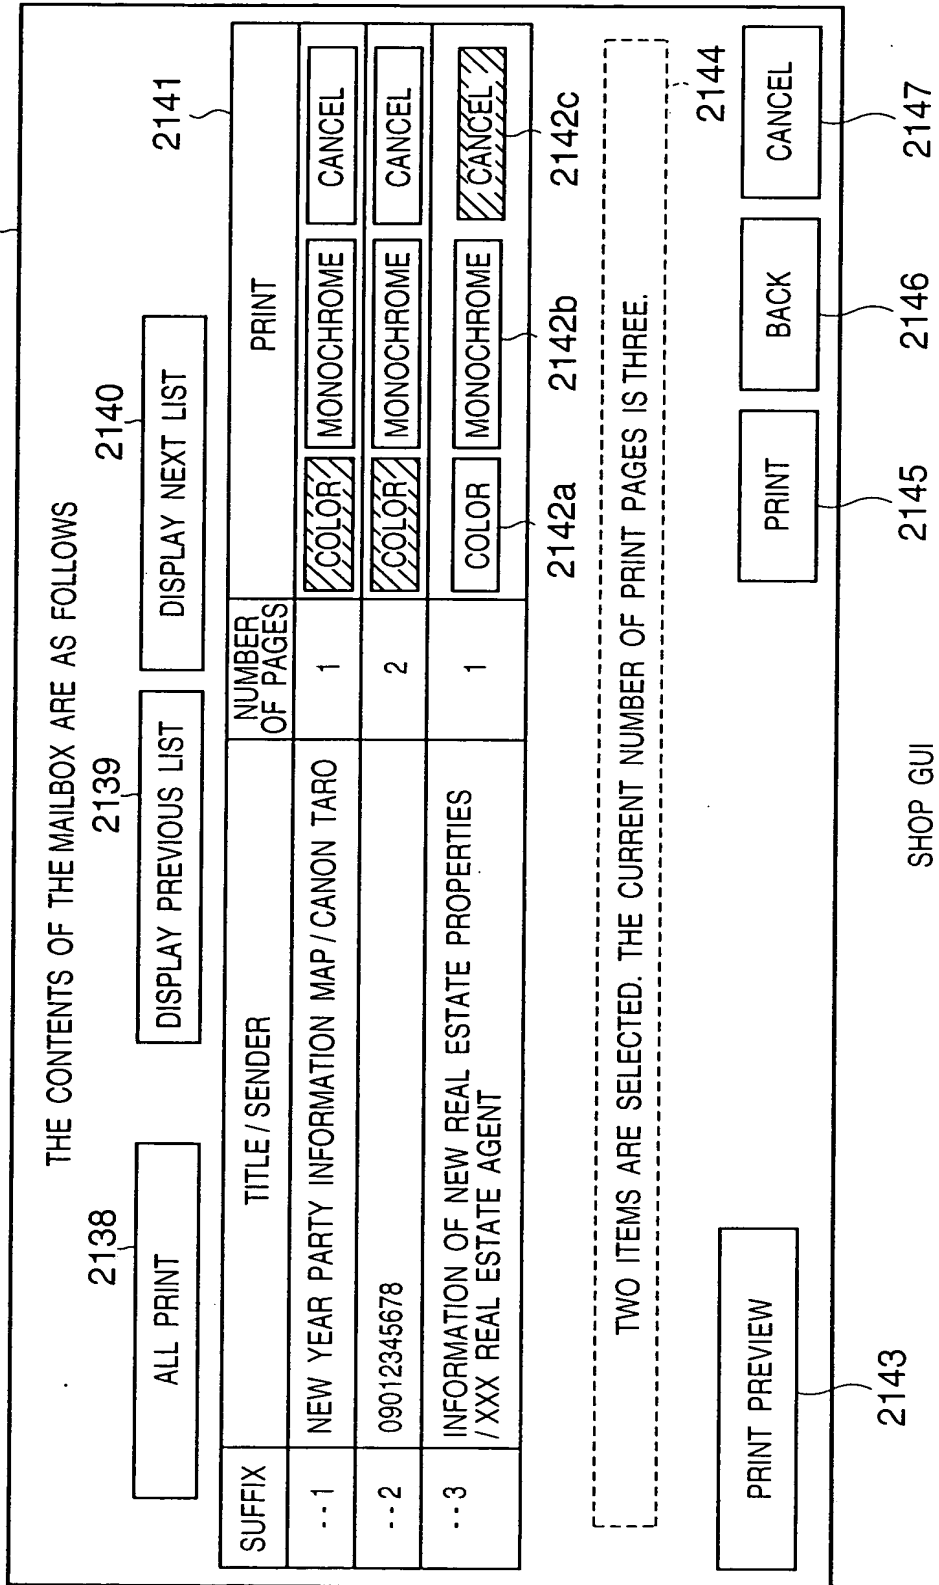 THE CONTENTS OF THE MAILBOX ARE AS FOLLOWS
2138
2139
2140
2141
ALL PRINT
DISPLAY PREVIOUS LIST
DISPLAY NEXT LIST
SUFFIX
TITLE / SENDER
NUMBER
OF PAGES
PRINT
--1
NEW YEAR PARTY INFORMATION MAP / CANON TARO
1
COLOR
MONOCHROME
CANCEL
--2
09012345678
2
COLOR
MONOCHROME
CANCEL
--3
INFORMATION OF NEW REAL ESTATE PROPERTIES
/ XXX REAL ESTATE AGENT
1
COLOR
MONOCHROME
CANCEL
2142a
2142b
2142c
TWO ITEMS ARE SELECTED. THE CURRENT NUMBER OF PRINT PAGES IS THREE.
2144
PRINT PREVIEW
PRINT
BACK
CANCEL
2143
2145
2146
2147
SHOP GUI